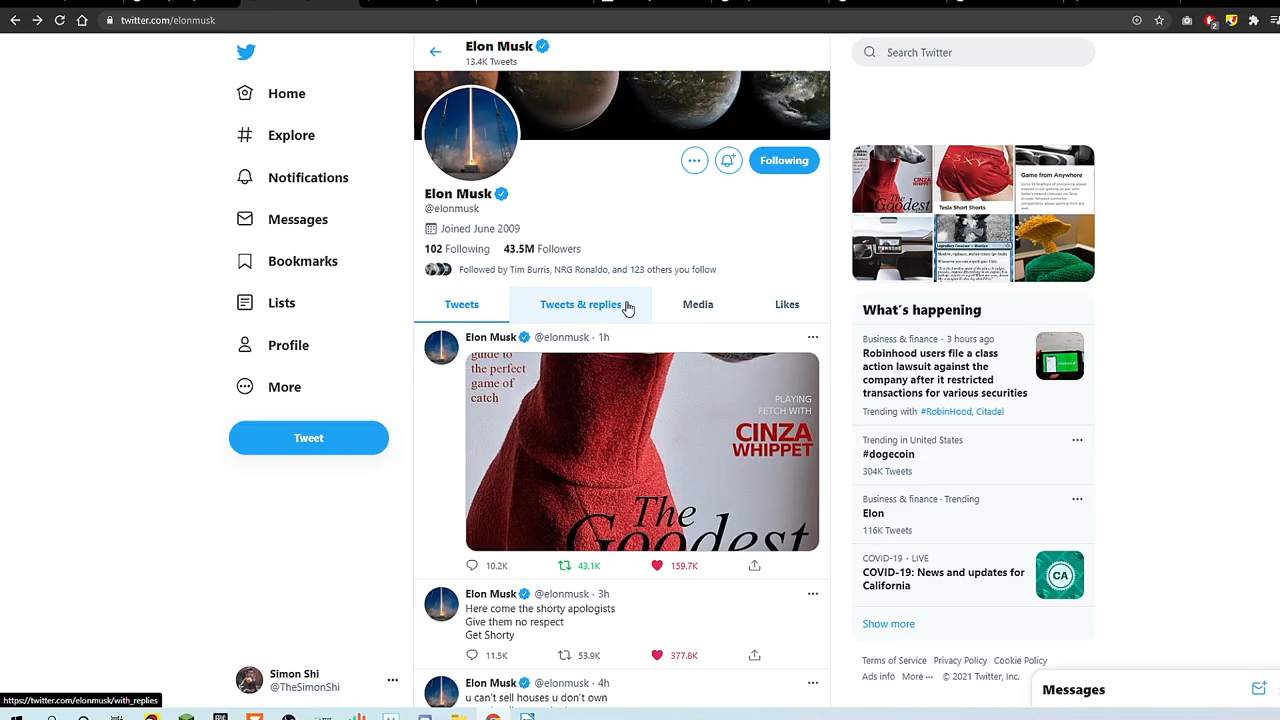 twitter.com/elonmusk
2
Elon Musk
13.4K Tweets
Search Twitter
Home
Explore
Notifications
Messages
Bookmarks
Lists
Profile
More
Tweet
Simon Shi
@TheSimonShi
https://twitter.com/elonmusk/with_replies
Following
Elon Musk
@elonmusk
Joined June 2009
102 Following 43.5M Followers
Followed by Tim Burris, NRG Ronaldo, and 123 others you follow
Tweets
Tweets & replies
Media
Likes
Elon Musk @elonmusk · 1h
guide to
the perfect
game of
catch
PLAYING
FETCH WITH
CINZA
WHIPPET
The
Goodest
10.2K
43.1K
159.7K
Elon Musk @elonmusk · 3h
Here come the shorty apologists
Give them no respect
Get Shorty
11.5K
53.9K
377.8K
Elon Musk @elonmusk · 4h
u can't sell houses u don't own
Goodest
Tesla Short Shorts
Game from Anywhere
What's happening
Business & finance · 3 hours ago
Robinhood users file a class
action lawsuit against the
company after it restricted
transactions for various securities
Trending with #RobinHood, Citadel
Trending in United States
#dogecoin
304K Tweets
Business & finance · Trending
Elon
116K Tweets
COVID-19 · LIVE
COVID-19: News and updates for
California
CA
Show more
Terms of Service Privacy Policy Cookie Policy
Ads info More ··· © 2021 Twitter, Inc.
Messages